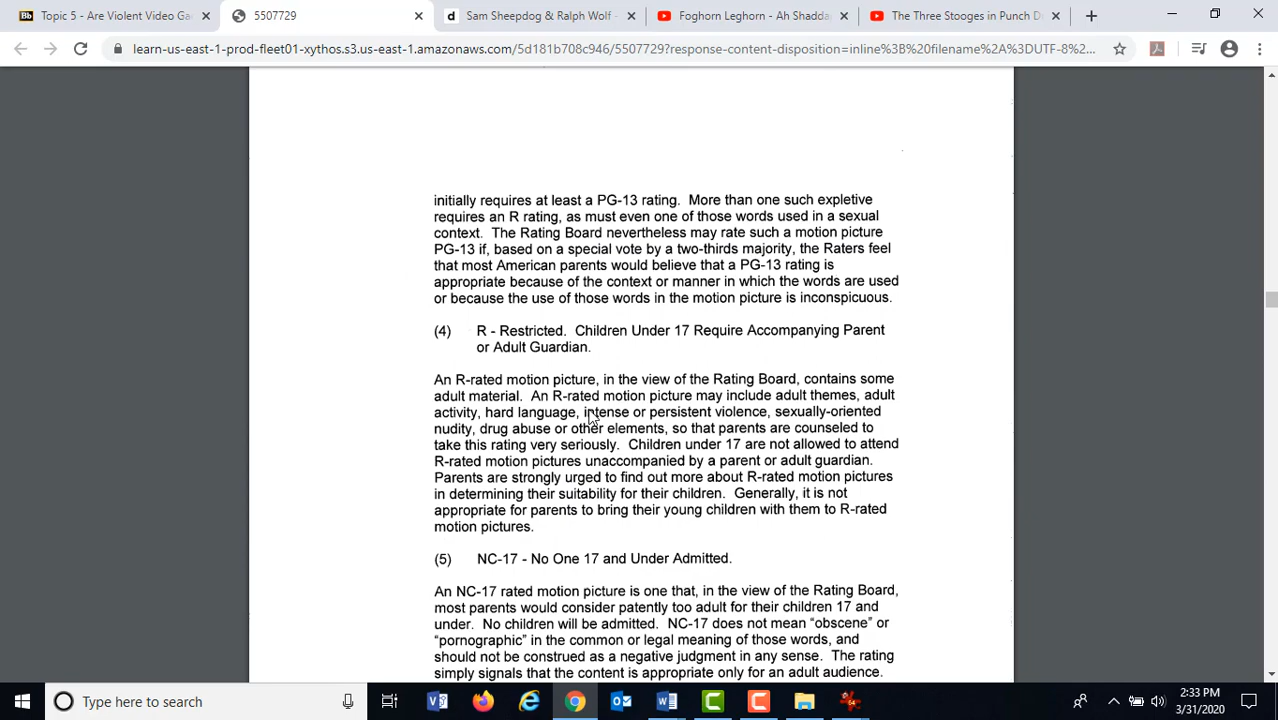 Topic 5 - Are Violent Video Ga
5507729
Sam Sheepdog & Ralph Wolf -
Foghorn Leghorn - Ah Shadda
The Three Stooges in Punch D
learn-us-east-1-prod-fleet01-xythos.s3.us-east-1.amazonaws.com/5d181b708c946/5507729?response-content-disposition=inline%3B%20filename%2A%3DUTF-8%2...
initially requires at least a PG-13 rating. More than one such expletive
requires an R rating, as must even one of those words used in a sexual
context. The Rating Board nevertheless may rate such a motion picture
PG-13 if, based on a special vote by a two-thirds majority, the Raters feel
that most American parents would believe that a PG-13 rating is
appropriate because of the context or manner in which the words are used
or because the use of those words in the motion picture is inconspicuous.
(4) R - Restricted. Children Under 17 Require Accompanying Parent
or Adult Guardian.
An R-rated motion picture, in the view of the Rating Board, contains some
adult material. An R-rated motion picture may include adult themes, adult
activity, hard language, intense or persistent violence, sexually-oriented
nudity, drug abuse or other elements, so that parents are counseled to
take this rating very seriously. Children under 17 are not allowed to attend
R-rated motion pictures unaccompanied by a parent or adult guardian.
Parents are strongly urged to find out more about R-rated motion pictures
in determining their suitability for their children. Generally, it is not
appropriate for parents to bring their young children with them to R-rated
motion pictures.
(5) NC-17 - No One 17 and Under Admitted.
An NC-17 rated motion picture is one that, in the view of the Rating Board,
most parents would consider patently too adult for their children 17 and
under. No children will be admitted. NC-17 does not mean “obscene” or
“pornographic” in the common or legal meaning of those words, and
should not be construed as a negative judgment in any sense. The rating
simply signals that the content is appropriate only for an adult audience.
Type here to search
2:33 PM
3/31/2020